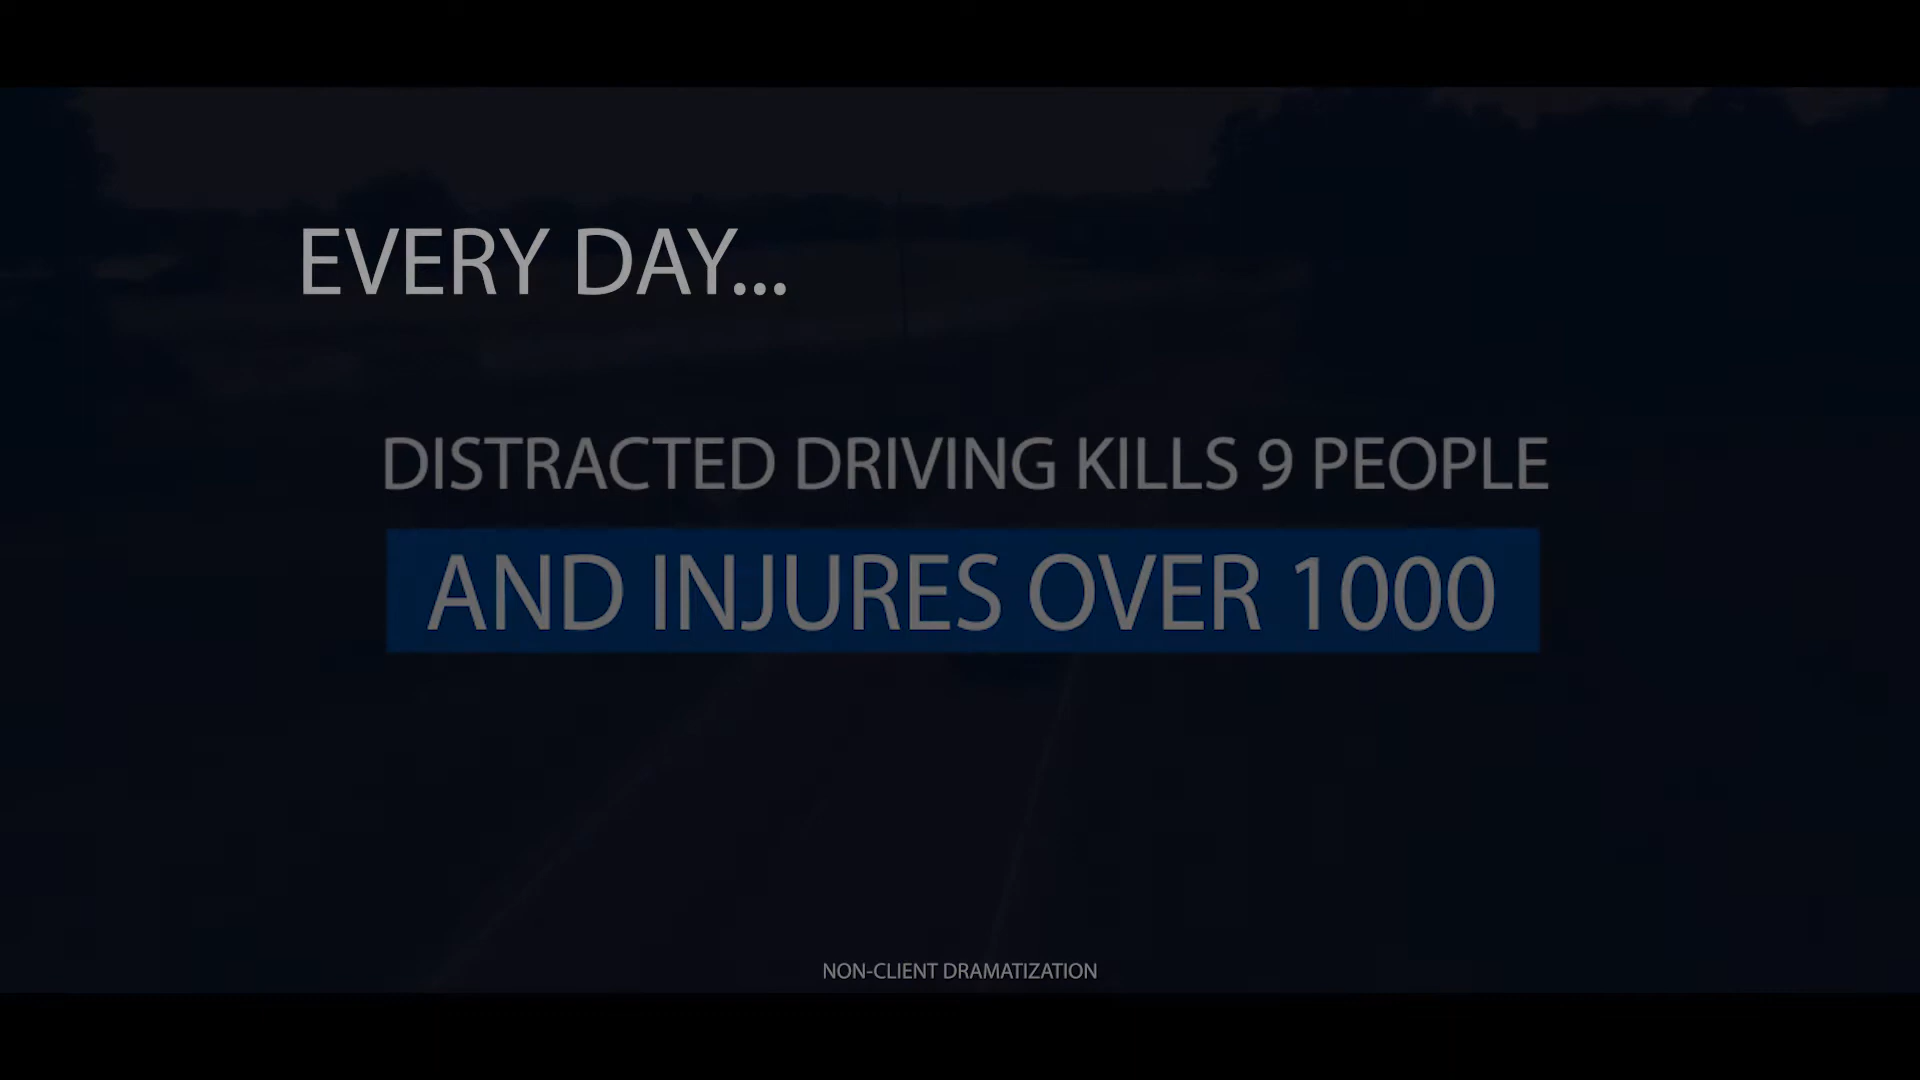 EVERY DAY...
DISTRACTED DRIVING KILLS 9 PEOPLE
AND INJURES OVER 1000
NON-CLIENT DRAMATIZATION